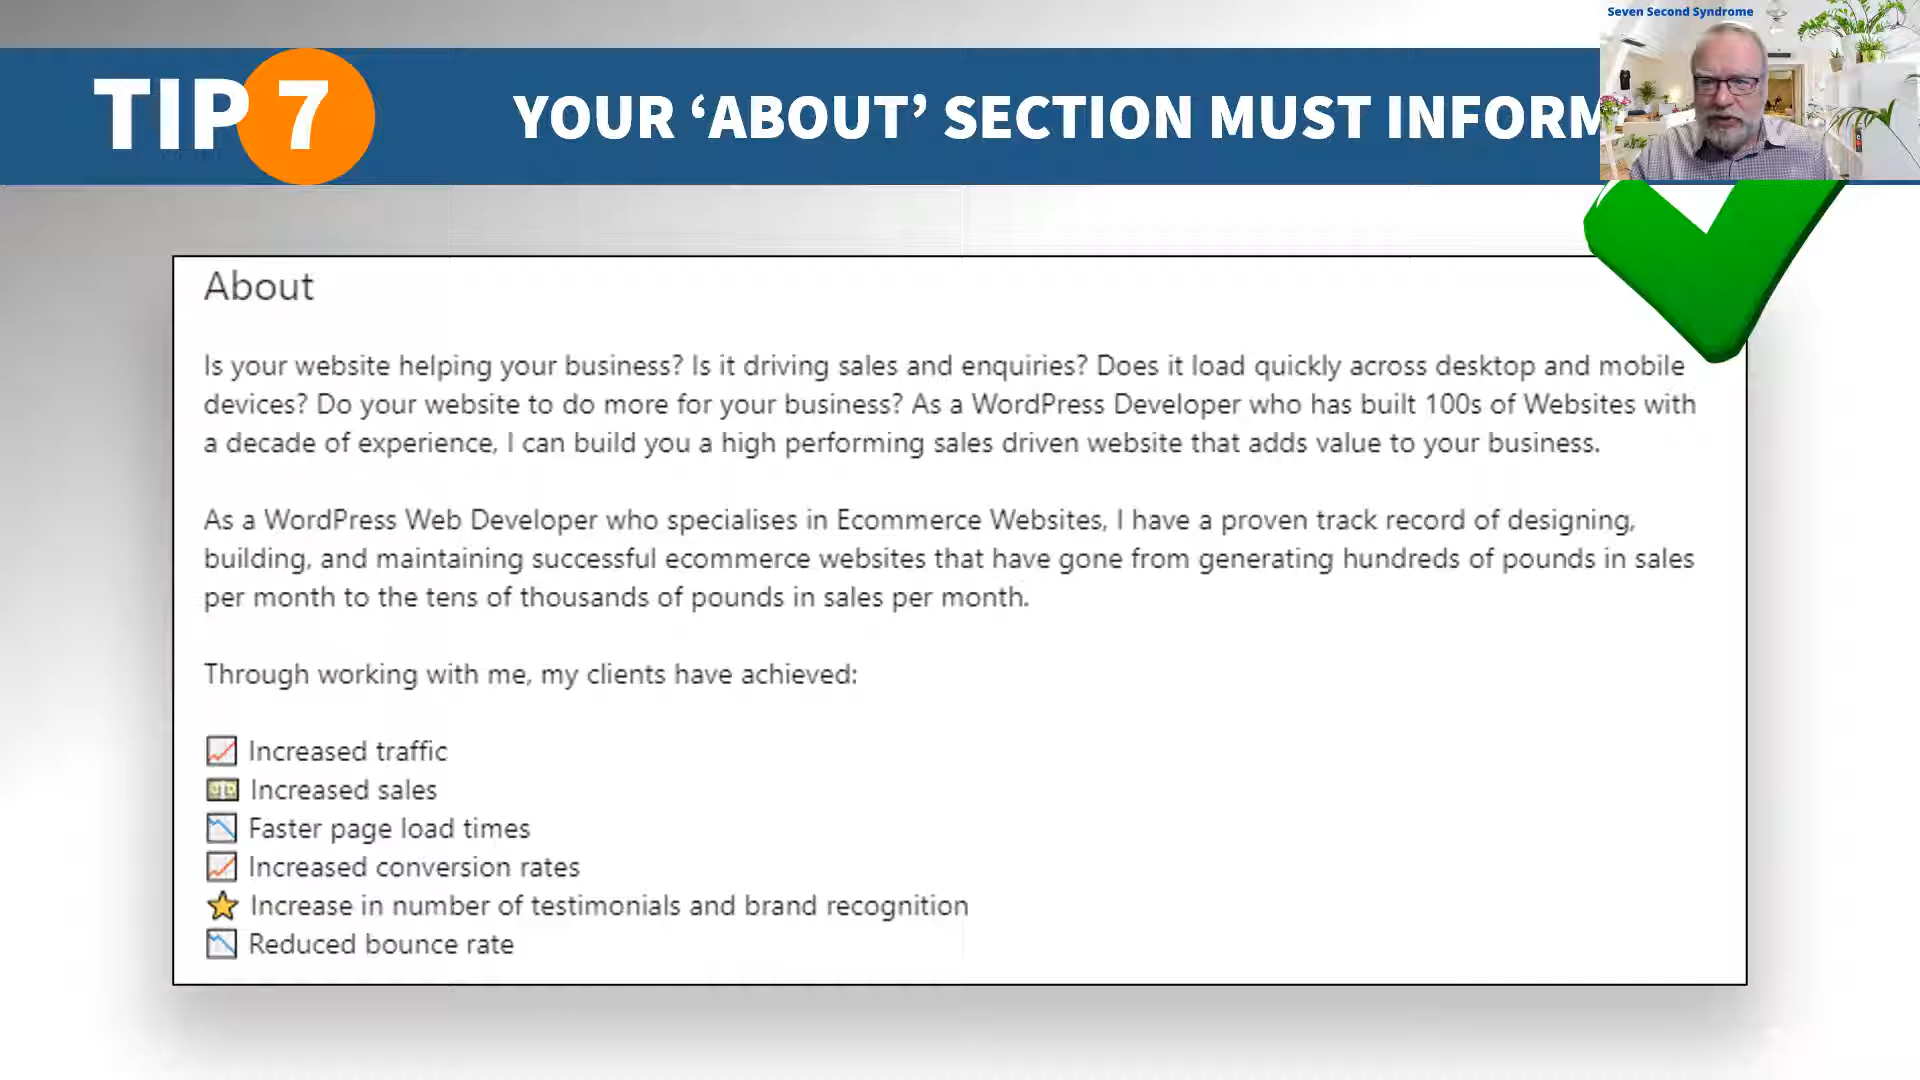 Seven Second Syndrome
TIP 7
YOUR ‘ABOUT’ SECTION MUST INFORM
About
Is your website helping your business? Is it driving sales and enquiries? Does it load quickly across desktop and mobile
devices? Do your website to do more for your business? As a WordPress Developer who has built 100s of Websites with
a decade of experience, I can build you a high performing sales driven website that adds value to your business.
As a WordPress Web Developer who specialises in Ecommerce Websites, I have a proven track record of designing,
building, and maintaining successful ecommerce websites that have gone from generating hundreds of pounds in sales
per month to the tens of thousands of pounds in sales per month.
Through working with me, my clients have achieved:
Increased traffic
Increased sales
Faster page load times
Increased conversion rates
Increase in number of testimonials and brand recognition
Reduced bounce rate